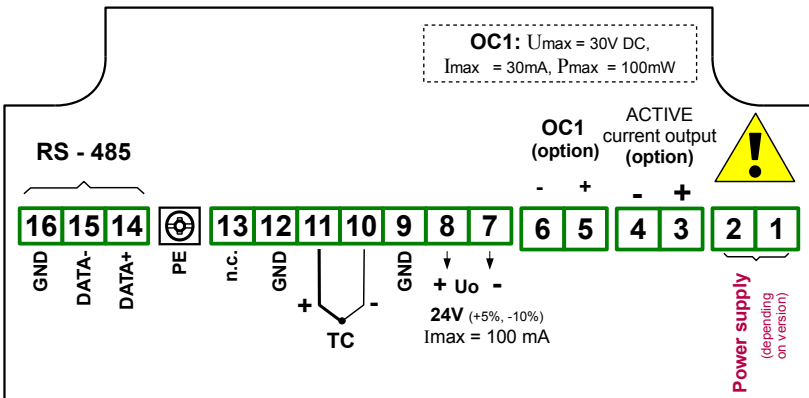 OC1: Umax = 30V DC,
Imax = 30mA, Pmax = 100mW
RS - 485
OC1
(option)
ACTIVE
current output
(option)
- + - +
16 15 14 13 12 11 10 9 8 7 6 5 4 3 2 1
GND
DATA-
DATA+
PE
n.c.
GND
+ -
TC
GND
+ Uo -
24V (+5%, -10%)
Imax = 100 mA
Power supply
(depending
on version)